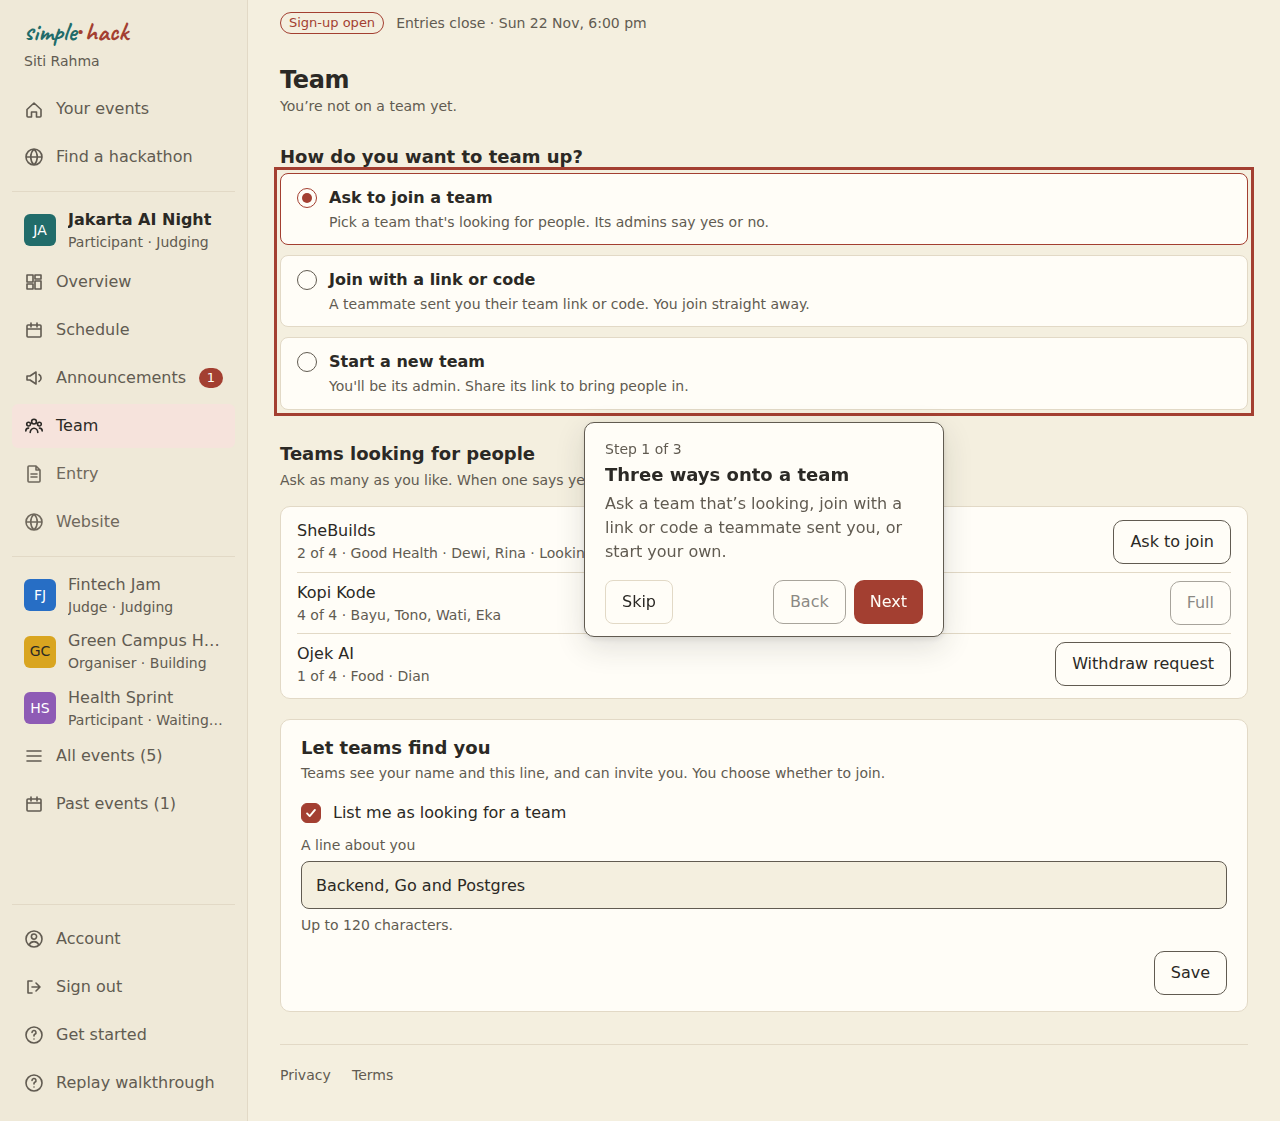 simple·hack
Siti Rahma
Your events
Find a hackathon
JA
Jakarta AI Night
Participant · Judging
Overview
Schedule
Announcements 1
Team
Entry
Website
FJ
Fintech Jam
Judge · Judging
GC
Green Campus H…
Organiser · Building
HS
Health Sprint
Participant · Waiting…
All events (5)
Past events (1)
Account
Sign out
Get started
Replay walkthrough
Sign-up open Entries close · Sun 22 Nov, 6:00 pm
Team
You’re not on a team yet.
How do you want to team up?
Ask to join a team
Pick a team that's looking for people. Its admins say yes or no.
Join with a link or code
A teammate sent you their team link or code. You join straight away.
Start a new team
You'll be its admin. Share its link to bring people in.
Teams looking for people
Ask as many as you like. When one says
Step 1 of 3
Three ways onto a team
Ask a team that’s looking, join with a
link or code a teammate sent you, or
start your own.
Skip Back Next
SheBuilds
2 of 4 · Good Health · Dewi, Rina ·
Ask to join
Kopi Kode
4 of 4 · Bayu, Tono, Wati, Eka
Full
Ojek AI
1 of 4 · Food · Dian
Withdraw request
Let teams find you
Teams see your name and this line, and can invite you. You choose whether to join.
List me as looking for a team
A line about you
Backend, Go and Postgres
Up to 120 characters.
Save
Privacy Terms